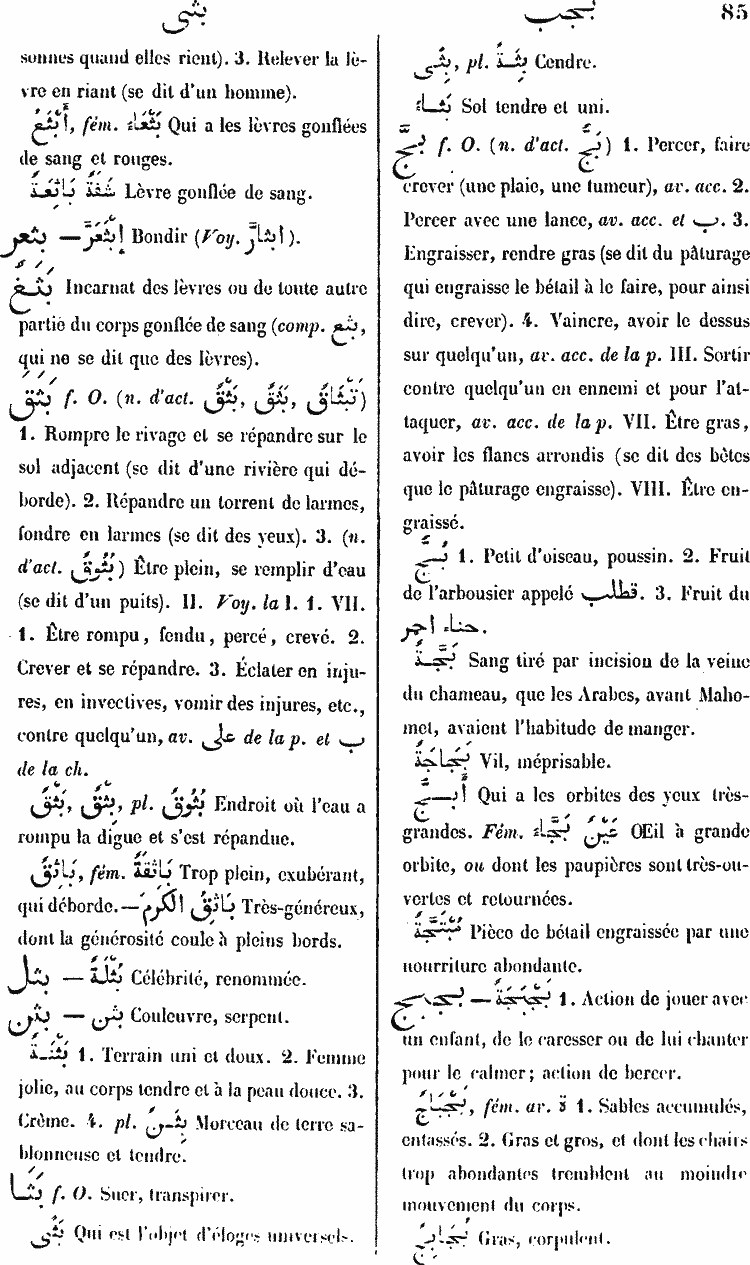 بثى
بجب
85
sonnes quand elles rient). 3. Relever la lè-
vre en riant (se dit d'un homme).
أَبْثَعُ, fém. بَثْعَاءُ Qui a les lèvres gonflées
de sang et rouges.
شَفَةٌ بَاثِعَةٌ Lèvre gonflée de sang.
بثعر — إِبْثَعَرَّ Bondir (Voy. ابثارَّ).
بَثَغٌ Incarnat des lèvres ou de toute autre
partie du corps gonflée de sang (comp. بثع,
qui ne se dit que des lèvres).
بَثَقَ f. O. (n. d'act. بَثْقٌ, بِثْقٌ, تَبْثَاقٌ)
1. Rompre le rivage et se répandre sur le
sol adjacent (se dit d'une rivière qui dé-
borde). 2. Répandre un torrent de larmes,
fondre en larmes (se dit des yeux). 3. (n.
d'act. بُثُوقٌ) Être plein, se remplir d'eau
(se dit d'un puits). II. Voy. la I. 1. VII.
1. Être rompu, fendu, percé, crevé. 2.
Crever et se répandre. 3. Éclater en inju-
res, en invectives, vomir des injures, etc.,
contre quelqu'un, av. على de la p. et ب
de la ch.
بَثْقٌ, بِثْقٌ, pl. بُثُوقٌ Endroit où l'eau a
rompu la digue et s'est répandue.
بَاثِقٌ, fém. بَاثِقَةٌ Trop plein, exubérant,
qui déborde.—بَاثِقُ الكَرَمِ Très-généreux,
dont la générosité coule à pleins bords.
بثل — بُثْلَةٌ Célébrité, renommée.
بثن — بثن Couleuvre, serpent.
بَثْنَةٌ 1. Terrain uni et doux. 2. Femme
jolie, au corps tendre et à la peau douce. 3.
Crème. 4. pl. بِثَنٌ Morceau de terre sa-
blonneuse et tendre.
بَثَا f. O. Suer, transpirer.
بَثِىٌّ Qui est l'objet d'éloges universels.
بِثًى, pl. بِثَةٌ Cendre.
بَثَاءٌ Sol tendre et uni.
بَجَّ f. O. (n. d'act. بَجٌّ) 1. Percer, faire
crever (une plaie, une tumeur), av. acc. 2.
Percer avec une lance, av. acc. et ب. 3.
Engraisser, rendre gras (se dit du pâturage
qui engraisse le bétail à le faire, pour ainsi
dire, crever). 4. Vaincre, avoir le dessus
sur quelqu'un, av. acc. de la p. III. Sortir
contre quelqu'un en ennemi et pour l'at-
taquer, av. acc. de la p. VII. Être gras,
avoir les flancs arrondis (se dit des bêtes
que le pâturage engraisse). VIII. Être en-
graissé.
بُجٌّ 1. Petit d'oiseau, poussin. 2. Fruit
de l'arbousier appelé قطلب. 3. Fruit du
حناء احمر.
بَجَّةٌ Sang tiré par incision de la veine
du chameau, que les Arabes, avant Maho-
met, avaient l'habitude de manger.
بَجَاجَةٌ Vil, méprisable.
أَبَجُّ Qui a les orbites des yeux très-
grandes. Fém. عَيْنٌ بَجَّاءُ Œil à grande
orbite, ou dont les paupières sont très-ou-
vertes et retournées.
مُبْتَجَّةٌ Pièce de bétail engraissée par une
nourriture abondante.
بجبج — بَجْبَجَةٌ 1. Action de jouer avec
un enfant, de le caresser ou de lui chanter
pour le calmer; action de bercer.
بَجْبَاجٌ, fém. av. ة 1. Sables accumulés,
entassés. 2. Gras et gros, et dont les chairs
trop abondantes tremblent au moindre
mouvement du corps.
بُجَابِجٌ Gras, corpulent.